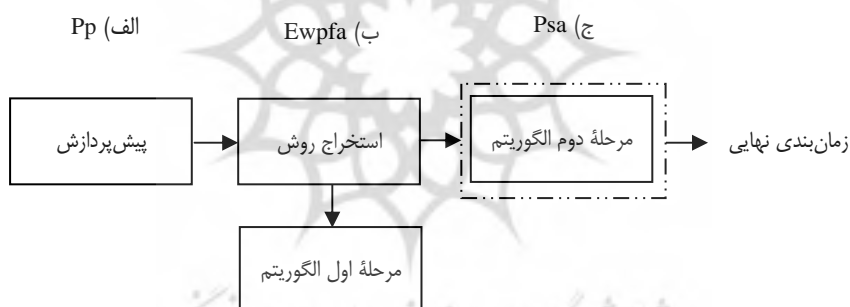 الف) Pp
ب) Ewpfa
ج) Psa
پیش‌پردازش
استخراج روش
مرحلهٔ دوم الگوریتم
زمان‌بندی نهایی
مرحلهٔ اول الگوریتم